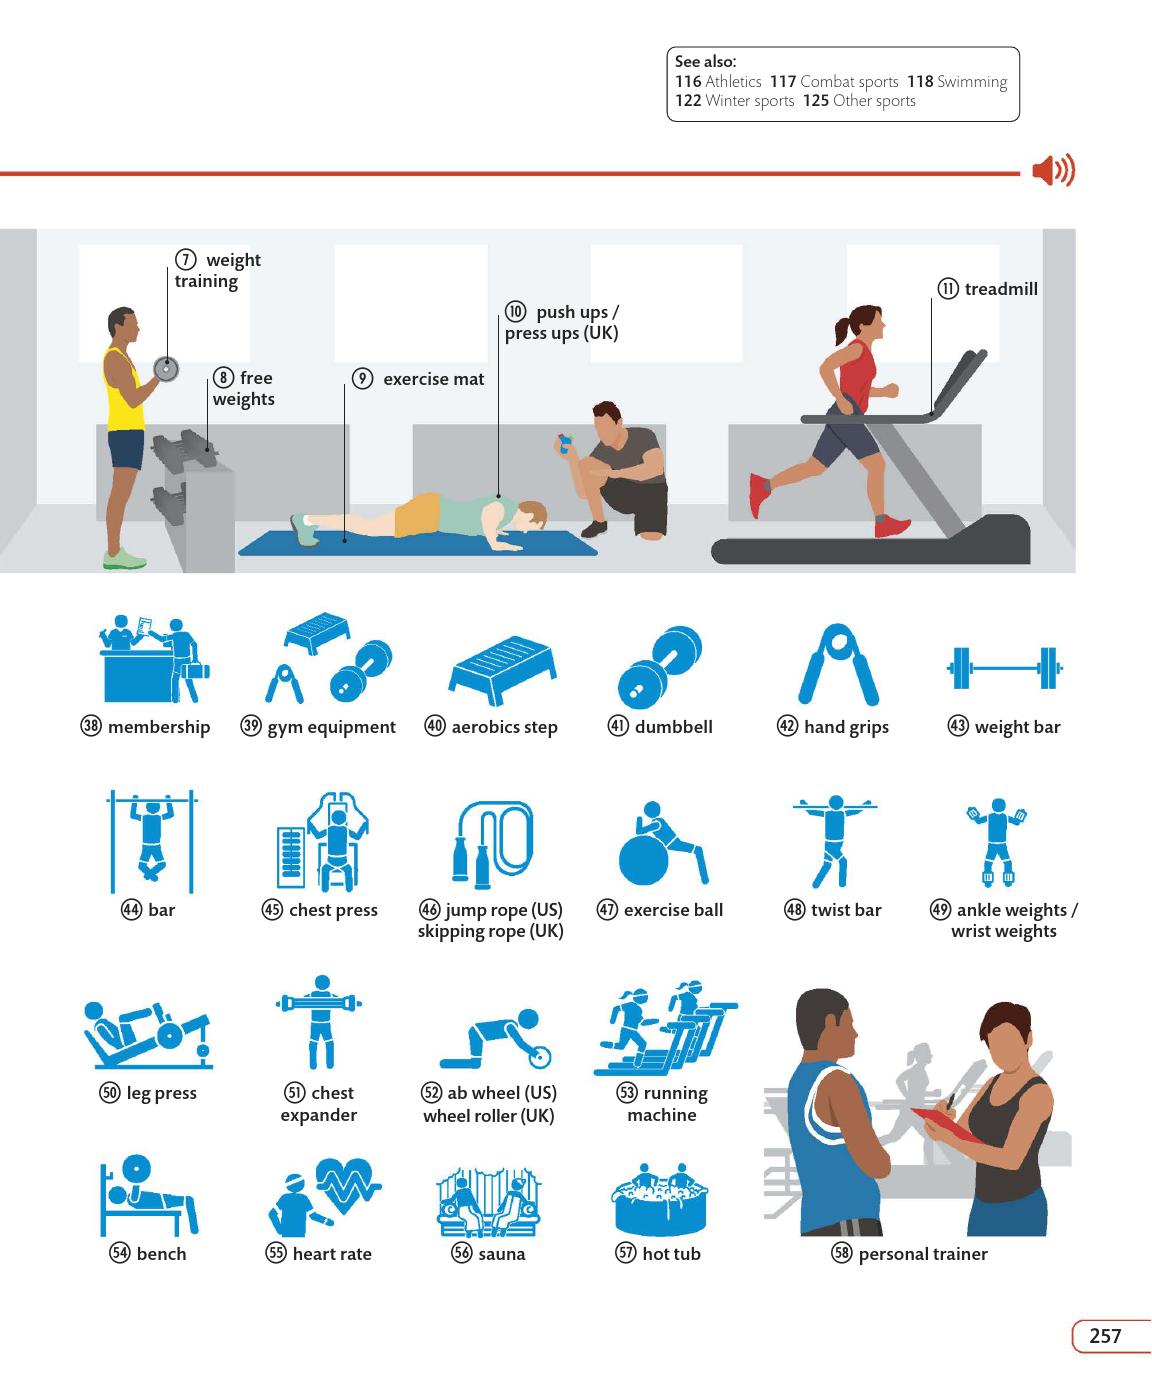 See also:
116 Athletics 117 Combat sports 118 Swimming
122 Winter sports 125 Other sports
7 weight
training
8 free
weights
9 exercise mat
10 push ups /
press ups (UK)
11 treadmill
38 membership
39 gym equipment
40 aerobics step
41 dumbbell
42 hand grips
43 weight bar
44 bar
45 chest press
46 jump rope (US)
skipping rope (UK)
47 exercise ball
48 twist bar
49 ankle weights /
wrist weights
50 leg press
51 chest
expander
52 ab wheel (US)
wheel roller (UK)
53 running
machine
54 bench
55 heart rate
56 sauna
57 hot tub
58 personal trainer
257